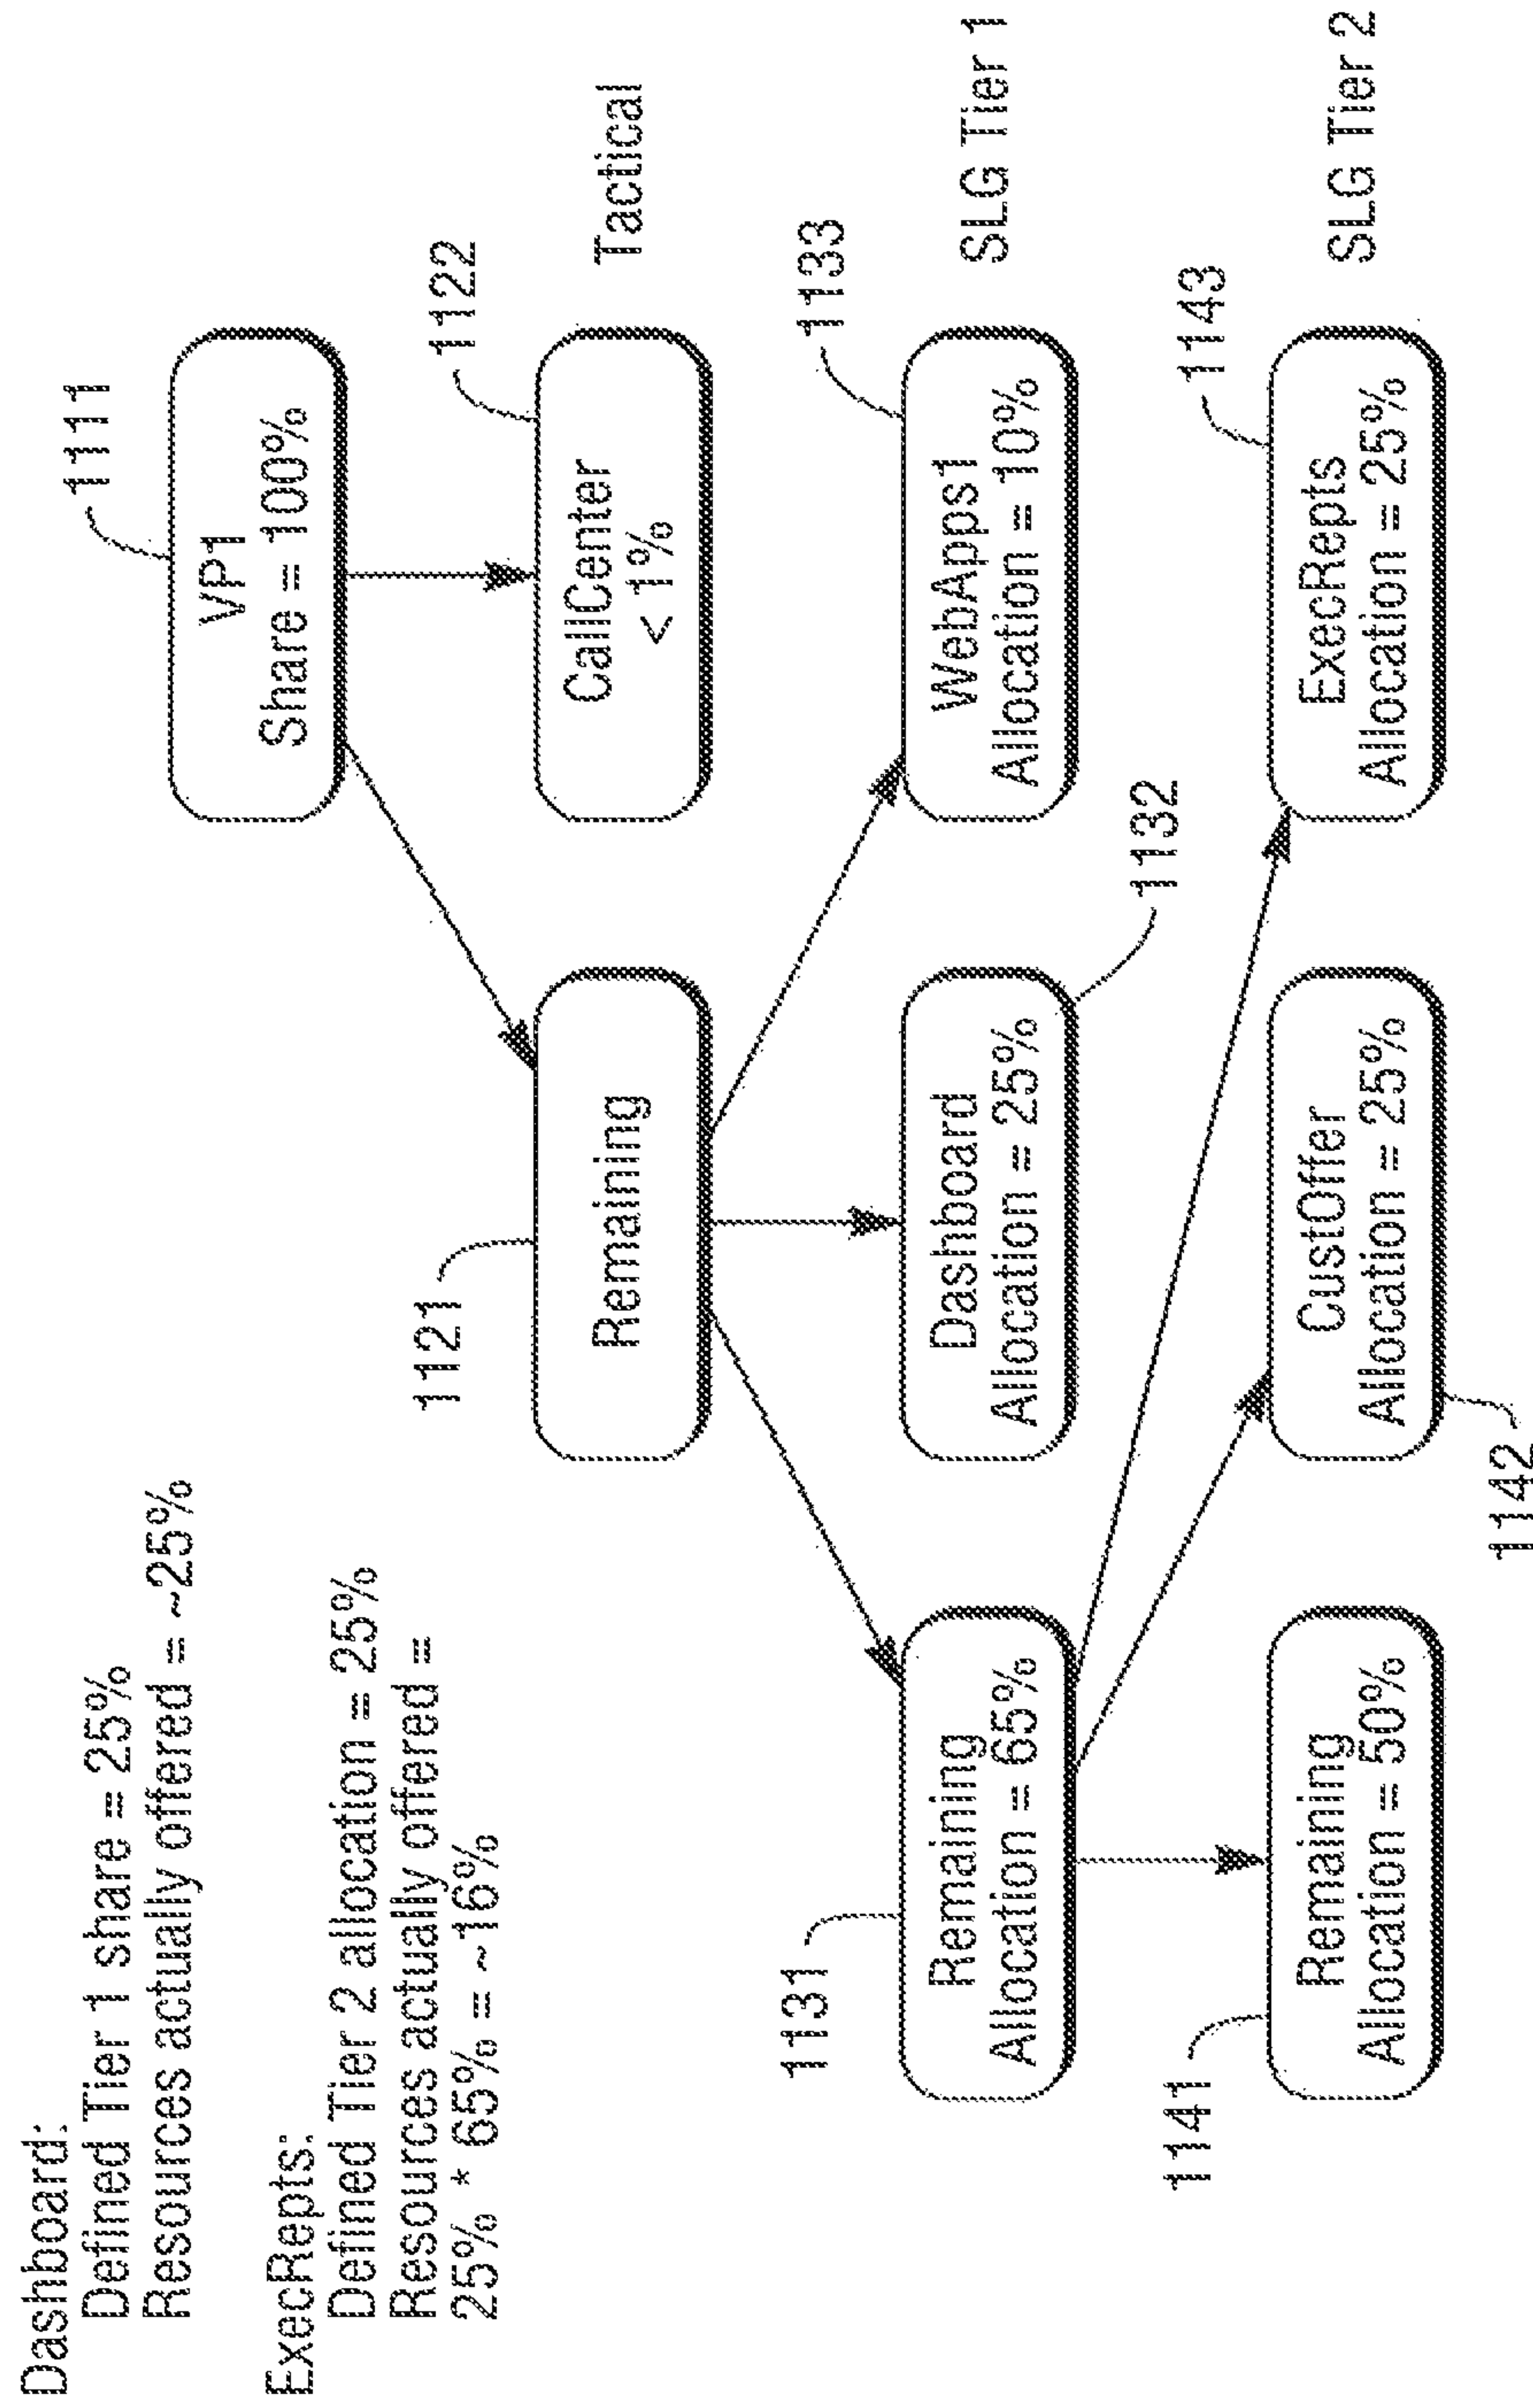 Dashboard:
Defined Tier 1 share = 25%
Resources actually offered = ~25%
ExecRepts:
Defined Tier 2 allocation = 25%
Resources actually offered =
25% * 65% = ~16%
1111
VP1
Share = 100%
1121
Remaining
1122
CallCenter
< 1%
Tactical
1131
Remaining
Allocation = 65%
Dashboard
Allocation = 25%
1132
1133
WebApps1
Allocation = 10%
SLG Tier 1
1141
Remaining
Allocation = 50%
CustOffer
Allocation = 25%
1142
1143
ExecRepts
Allocation = 25%
SLG Tier 2